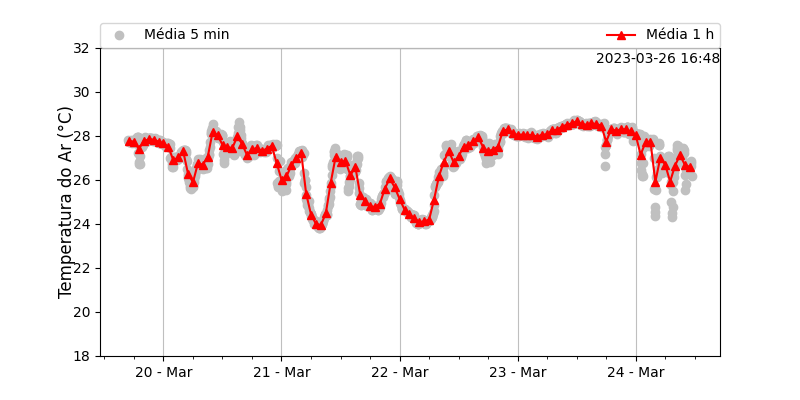 Média 5 min
Média 1 h
2023-03-26 16:48
Temperatura do Ar (°C)
32
30
28
26
24
22
20
18
20 - Mar
21 - Mar
22 - Mar
23 - Mar
24 - Mar